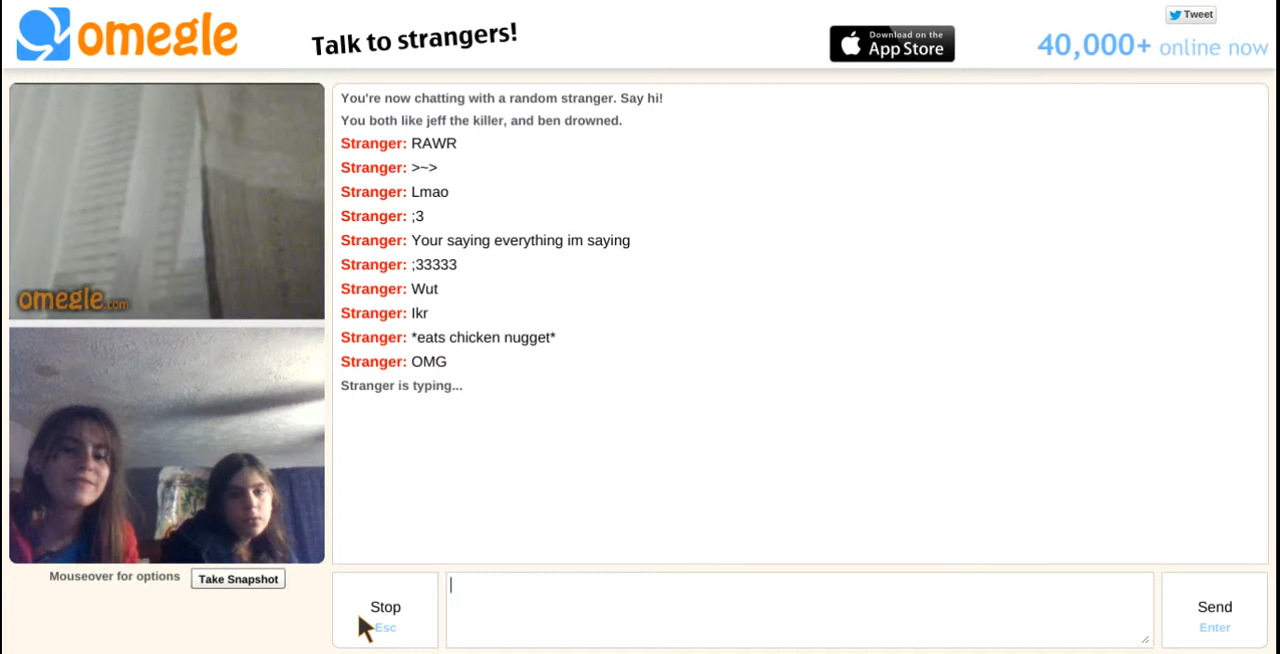 omegle
Talk to strangers!
Download on the
App Store
Tweet
40,000+ online now
omegle.com
You're now chatting with a random stranger. Say hi!
You both like jeff the killer, and ben drowned.
Stranger: RAWR
Stranger: >~>
Stranger: Lmao
Stranger: ;3
Stranger: Your saying everything im saying
Stranger: ;33333
Stranger: Wut
Stranger: Ikr
Stranger: *eats chicken nugget*
Stranger: OMG
Stranger is typing...
Mouseover for options
Take Snapshot
Stop
Esc
Send
Enter